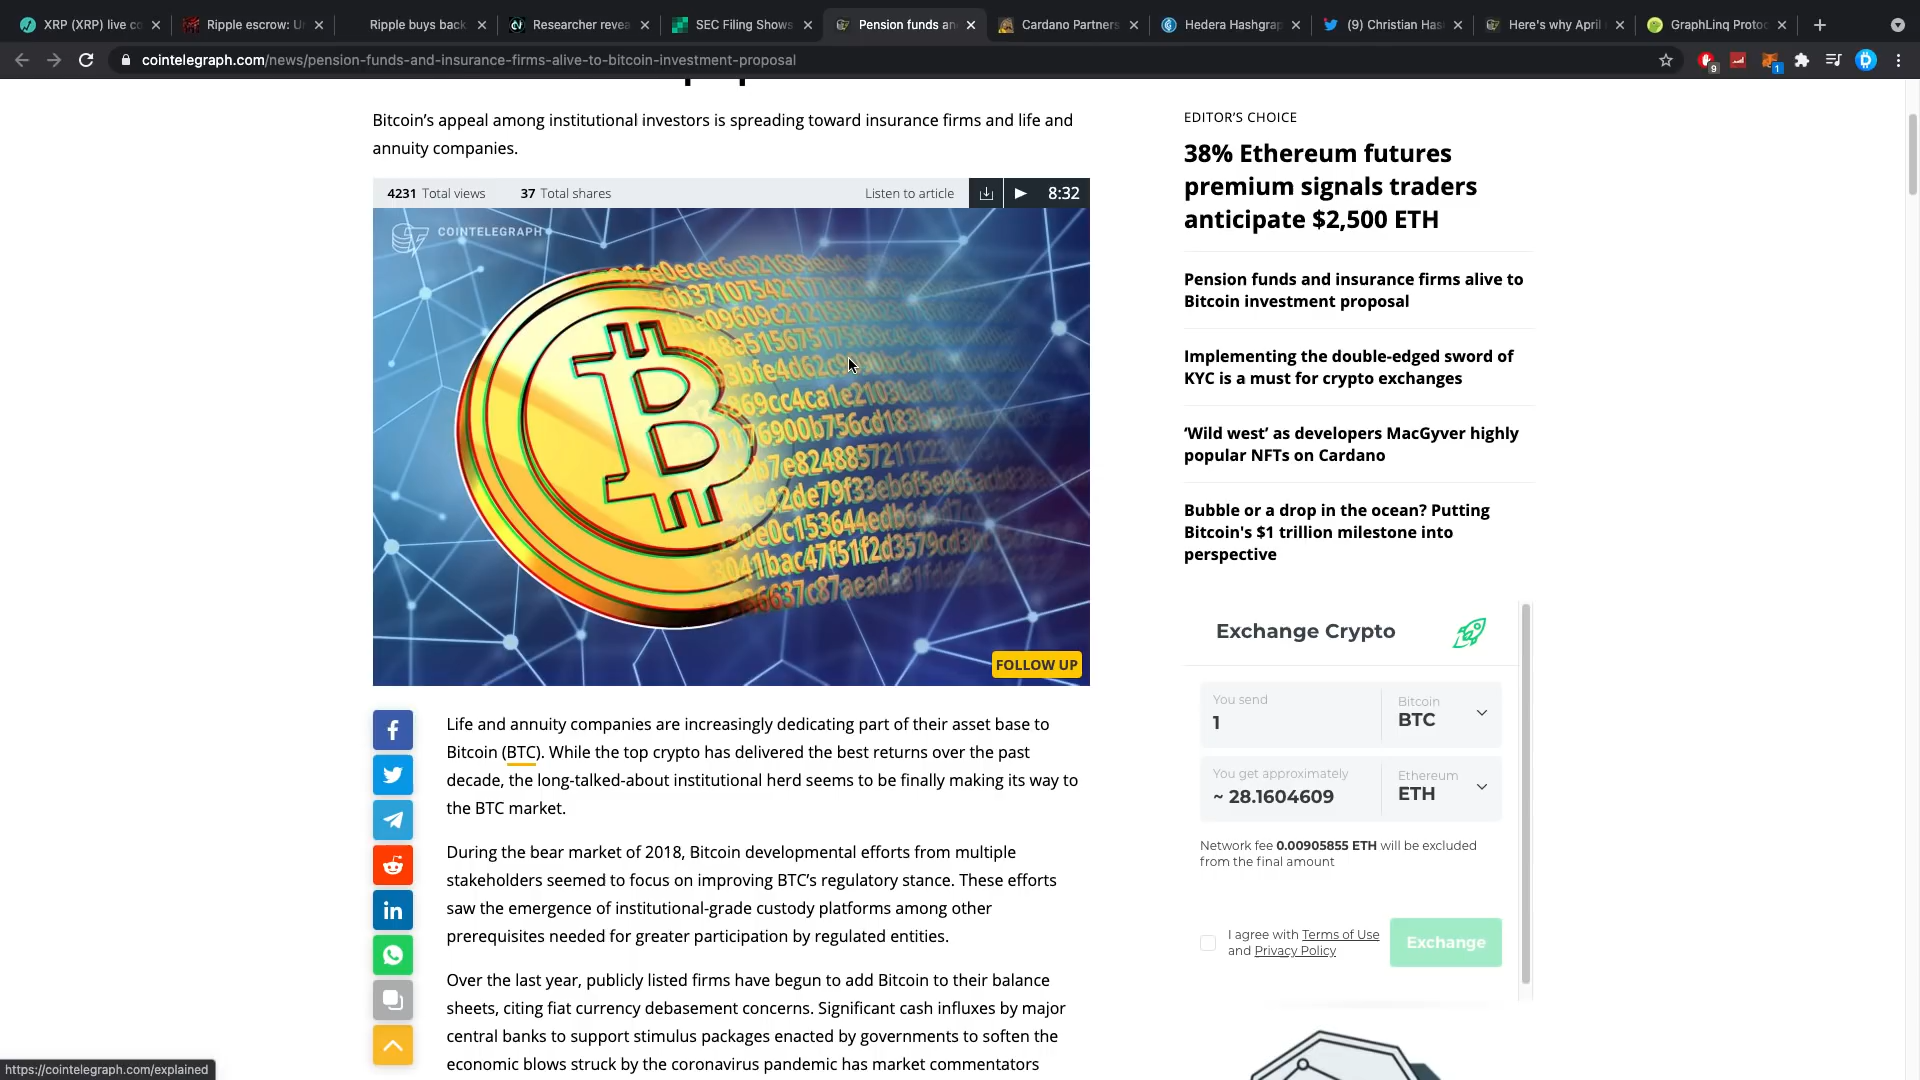 XRP (XRP) live co
Ripple escrow: U
Ripple buys back
Researcher revea
SEC Filing Shows
Pension funds an
Cardano Partners
Hedera Hashgrap
(9) Christian Has
Here's why April
GraphLinq Protoc
cointelegraph.com/news/pension-funds-and-insurance-firms-alive-to-bitcoin-investment-proposal
9
1
Bitcoin's appeal among institutional investors is spreading toward insurance firms and life and
annuity companies.
4231 Total views 37 Total shares Listen to article 8:32
COINTELEGRAPH
FOLLOW UP
Life and annuity companies are increasingly dedicating part of their asset base to
Bitcoin (BTC). While the top crypto has delivered the best returns over the past
decade, the long-talked-about institutional herd seems to be finally making its way to
the BTC market.
During the bear market of 2018, Bitcoin developmental efforts from multiple
stakeholders seemed to focus on improving BTC's regulatory stance. These efforts
saw the emergence of institutional-grade custody platforms among other
prerequisites needed for greater participation by regulated entities.
Over the last year, publicly listed firms have begun to add Bitcoin to their balance
sheets, citing fiat currency debasement concerns. Significant cash influxes by major
central banks to support stimulus packages enacted by governments to soften the
economic blows struck by the coronavirus pandemic has market commentators
EDITOR'S CHOICE
38% Ethereum futures
premium signals traders
anticipate $2,500 ETH
Pension funds and insurance firms alive to
Bitcoin investment proposal
Implementing the double-edged sword of
KYC is a must for crypto exchanges
'Wild west' as developers MacGyver highly
popular NFTs on Cardano
Bubble or a drop in the ocean? Putting
Bitcoin's $1 trillion milestone into
perspective
Exchange Crypto
You send
1
Bitcoin
BTC
You get approximately
~ 28.1604609
Ethereum
ETH
Network fee 0.00905855 ETH will be excluded
from the final amount
I agree with Terms of Use
and Privacy Policy
Exchange
https://cointelegraph.com/explained